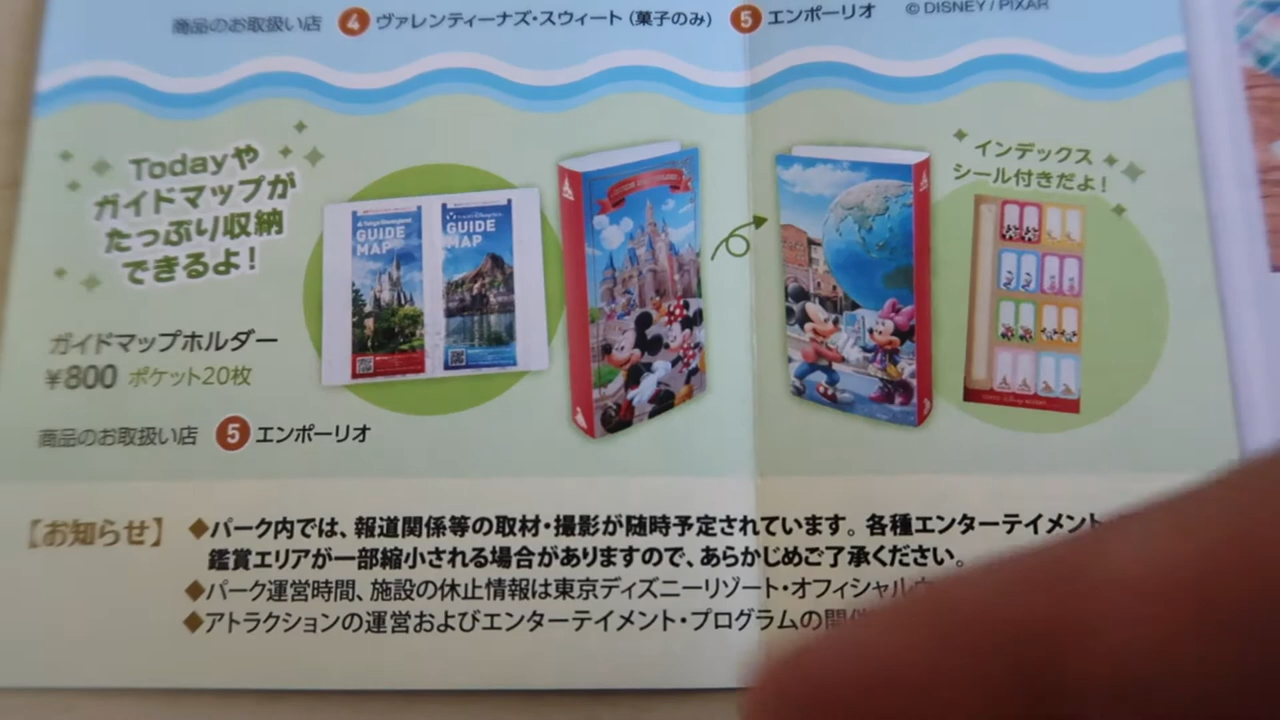 商品のお取扱い店 4 ヴァレンティーナズ・スウィート(菓子のみ) 5 エンポーリオ © DISNEY / PIXAR
Todayや
ガイドマップが
たっぷり収納
できるよ!
ガイドマップホルダー
¥800 ポケット20枚
商品のお取扱い店 5 エンポーリオ
GUIDE
MAP
GUIDE
MAP
インデックス
シール付きだよ!
【お知らせ】 ◆パーク内では、報道関係等の取材・撮影が随時予定されています。各種エンターテイメント
鑑賞エリアが一部縮小される場合がありますので、あらかじめご了承ください。
◆パーク運営時間、施設の休止情報は東京ディズニーリゾート・オフィシャル
◆アトラクションの運営およびエンターテイメント・プログラムの開催